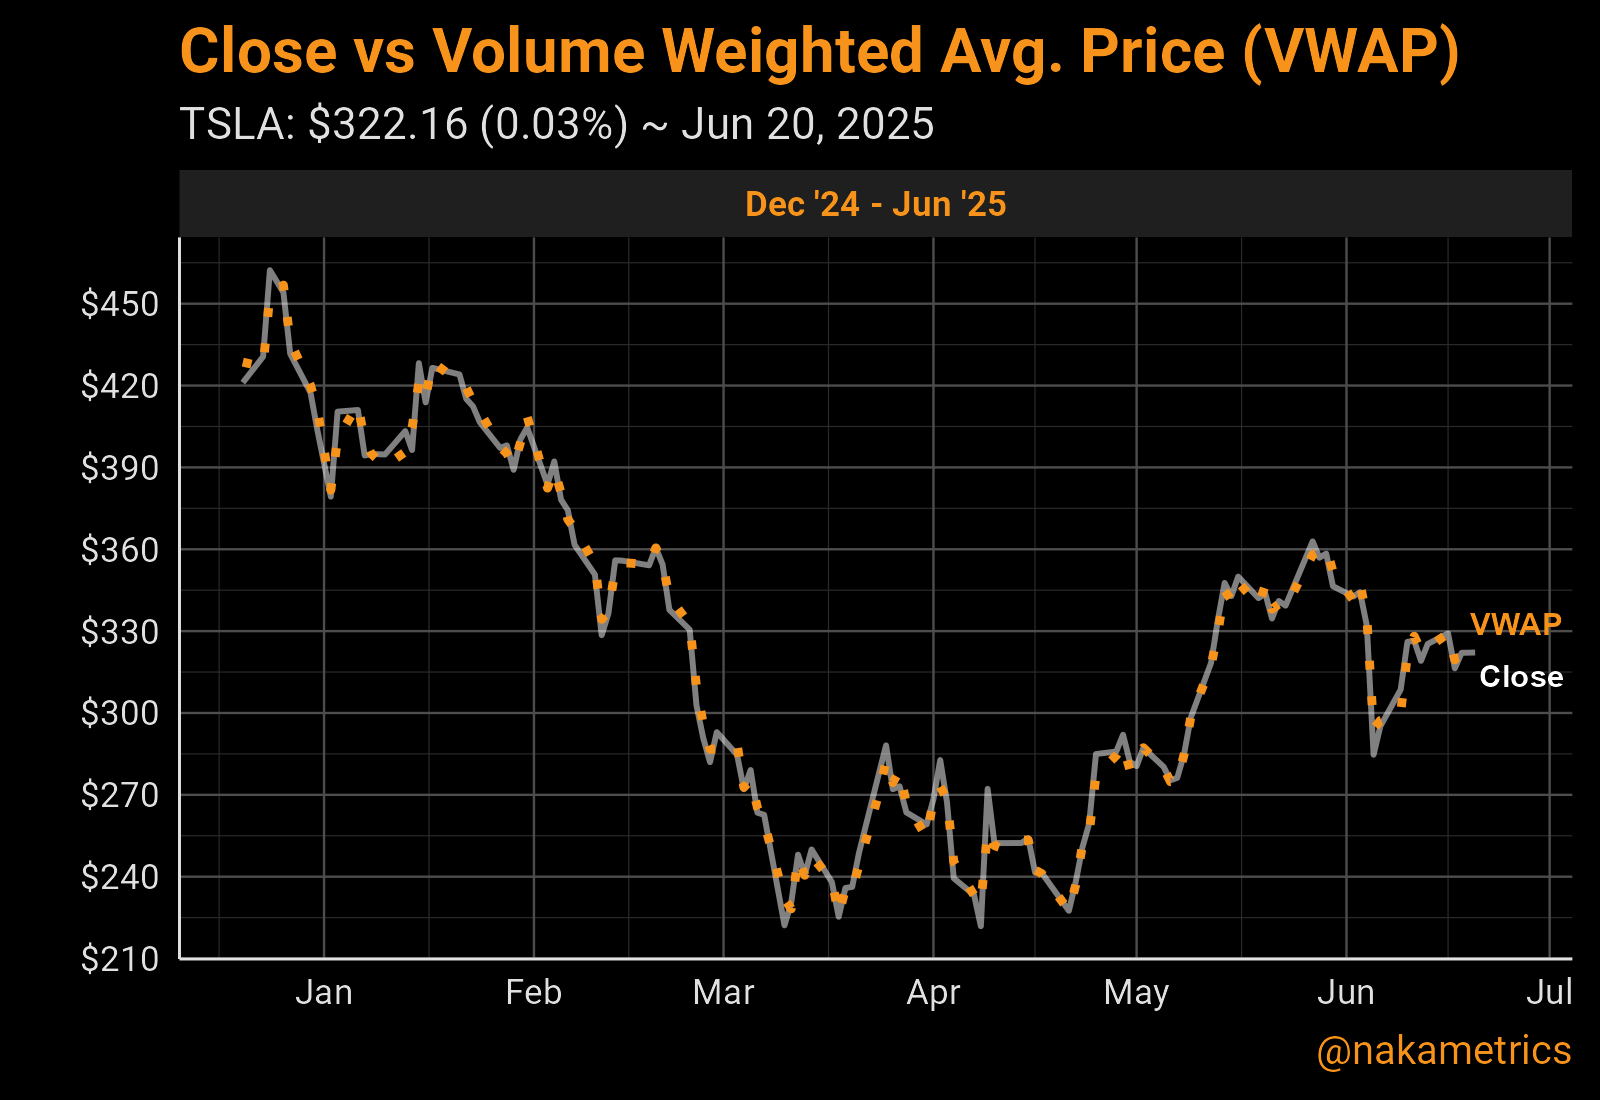 Close vs Volume Weighted Avg. Price (VWAP)
TSLA: $322.16 (0.03%) ~ Jun 20, 2025
Dec '24 - Jun '25
$450
$420
$390
$360
$330
$300
$270
$240
$210
VWAP
Close
Jan Feb Mar Apr May Jun Jul
@nakametrics